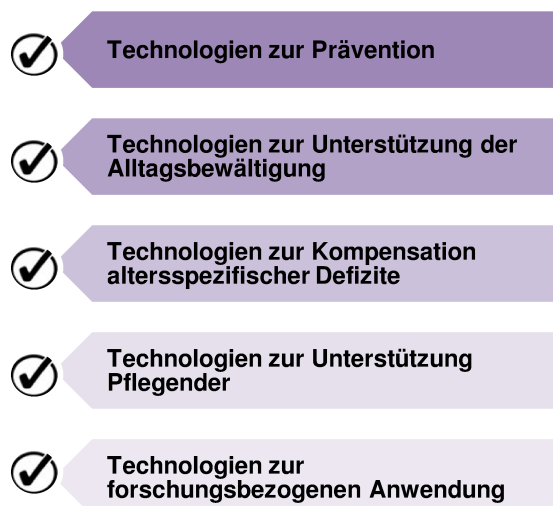 Technologien zur Prävention
Technologien zur Unterstützung der
Alltagsbewältigung
Technologien zur Kompensation
altersspezifischer Defizite
Technologien zur Unterstützung
Pflegender
Technologien zur
forschungsbezogenen Anwendung